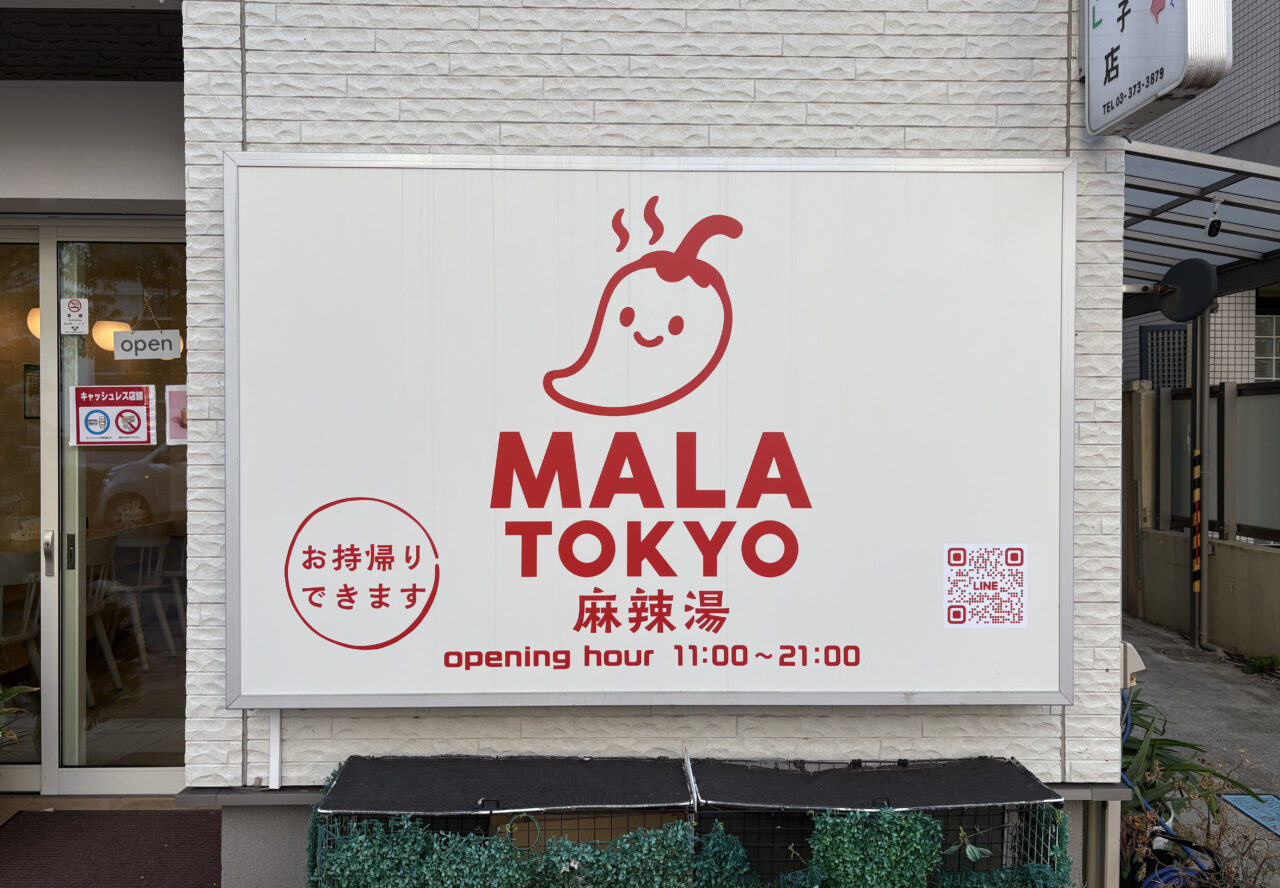 子
店
TEL 03-373-3879
open
キャッシュレス店舗
MALA
TOKYO
麻辣湯
opening hour 11:00～21:00
お持帰り
できます
LINE